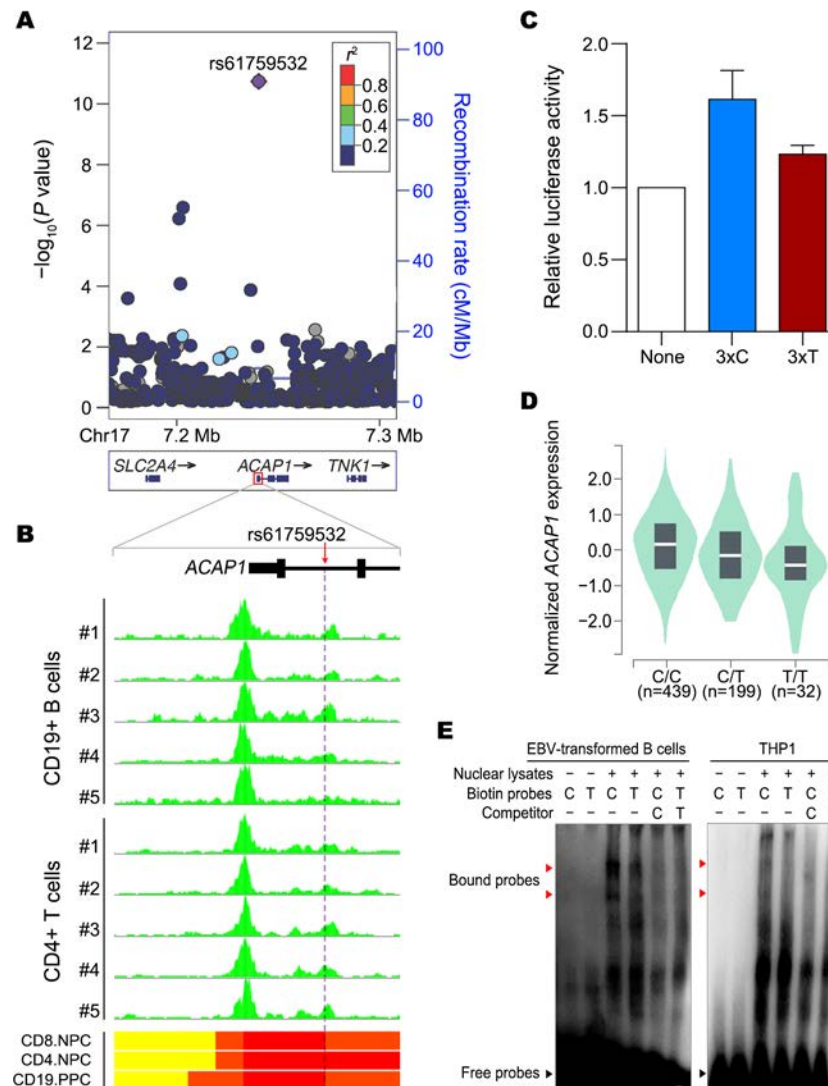 A
−log10(P value)
12
10
8
6
4
2
0
rs61759532
r²
0.8
0.6
0.4
0.2
100
80
60
40
20
0
Recombination rate (cM/Mb)
Chr17 7.2 Mb 7.3 Mb
SLC2A4→ ACAP1→ TNK1→
B
rs61759532
ACAP1
CD19+ B cells
#1
#2
#3
#4
#5
CD4+ T cells
#1
#2
#3
#4
#5
CD8.NPC
CD4.NPC
CD19.PPC
C
Relative luciferase activity
2.0
1.5
1.0
0.5
0.0
None 3xC 3xT
D
Normalized ACAP1 expression
2.0
1.0
0.0
−1.0
−2.0
C/C C/T T/T
(n=439) (n=199) (n=32)
E
EBV-transformed B cells THP1
Nuclear lysates − − + + + + − − + + +
Biotin probes C T C T C T C T C T C
Competitor − − − − C T − − − − C
Bound probes
Free probes